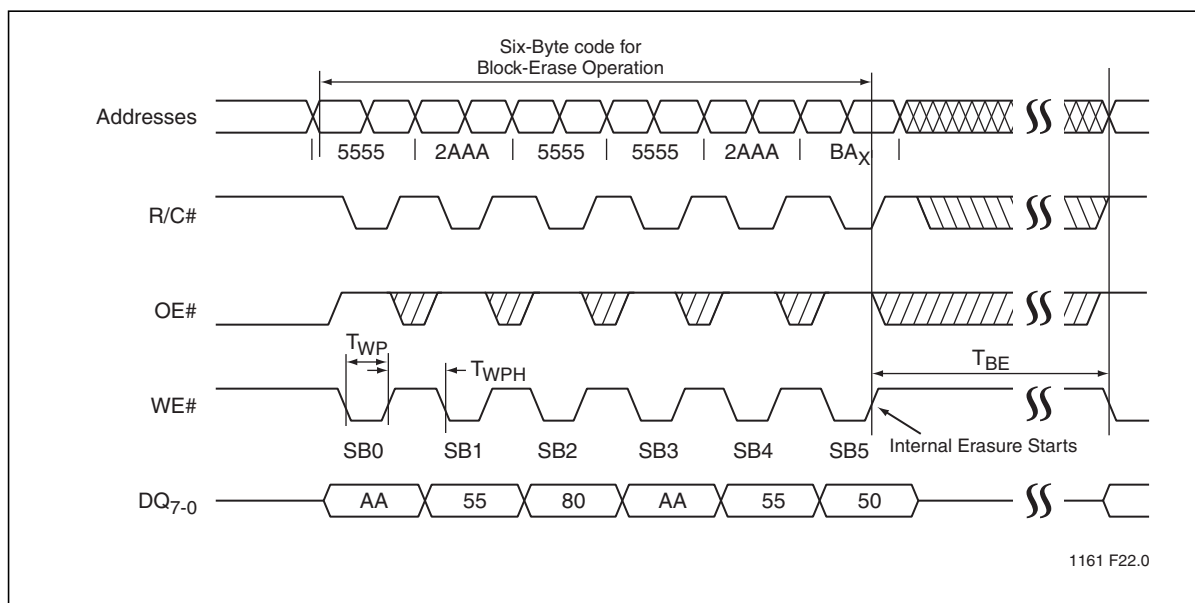 Six-Byte code for
Block-Erase Operation
Addresses
5555 2AAA 5555 5555 2AAA BAX
R/C#
OE#
TWP
TWPH
TBE
WE#
Internal Erasure Starts
SB0 SB1 SB2 SB3 SB4 SB5
DQ7-0
AA 55 80 AA 55 50
1161 F22.0